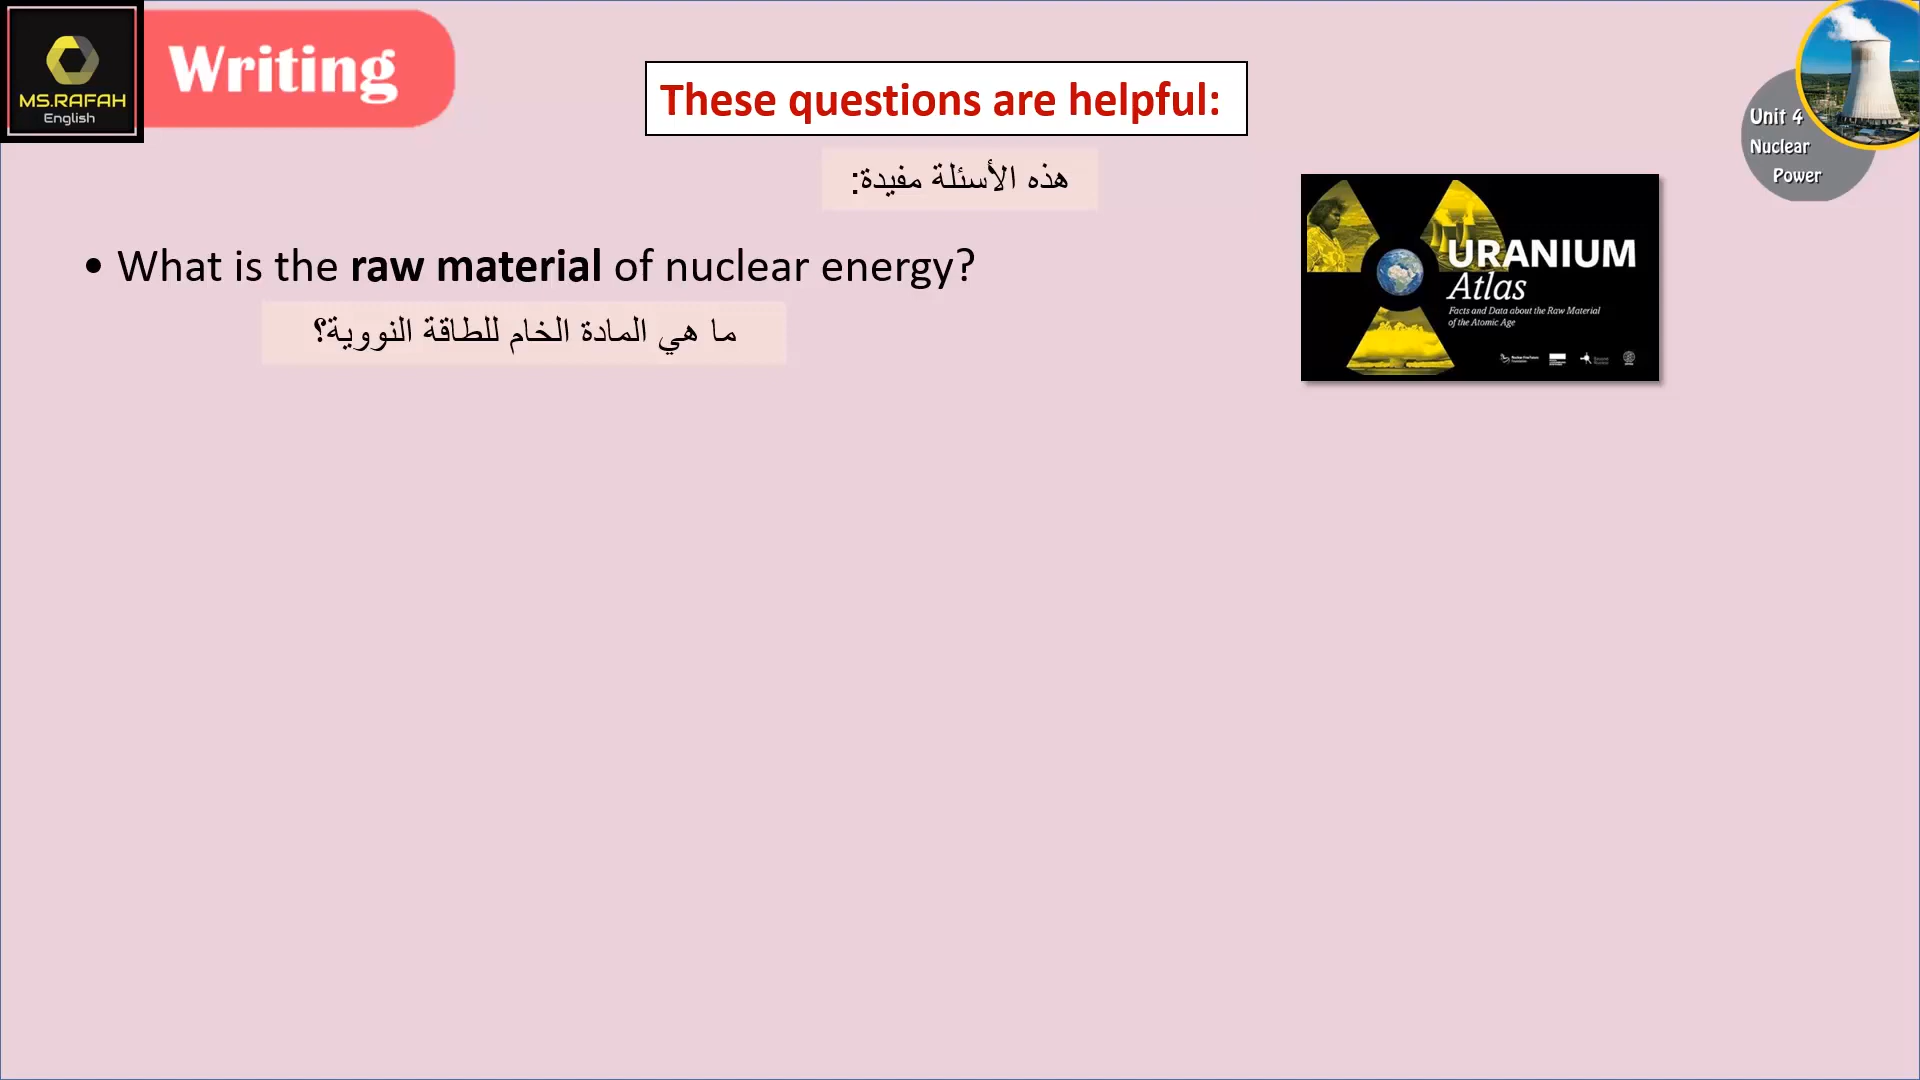 MS.RAFAH
English
Writing
These questions are helpful:
هذه الأسئلة مفيدة:
Unit 4
Nuclear
Power
• What is the raw material of nuclear energy?
ما هي المادة الخام للطاقة النووية؟
URANIUM
Atlas
Facts and Data about the Raw Material
of the Atomic Age